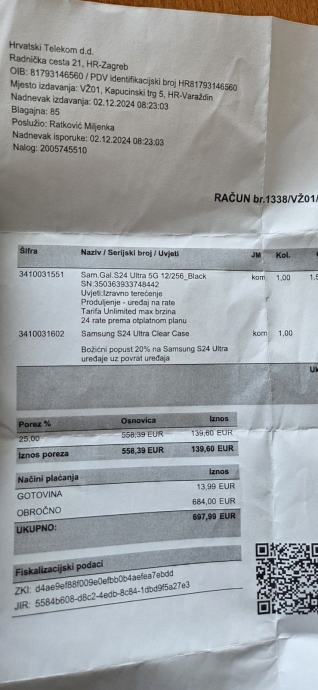 Hrvatski Telekom d.d.
Radnička cesta 21, HR-Zagreb
OIB: 81793146560 / PDV identifikacijski broj HR81793146560
Mjesto izdavanja: VŽ01, Kapucinski trg 5, HR-Varaždin
Nadnevak izdavanja: 02.12.2024 08:23:03
Blagajna: 85
Poslužio: Ratković Miljenka
Nadnevak isporuke: 02.12.2024 08:23:03
Nalog: 2005745510
RAČUN br.1338/VŽ01/
Šifra Naziv / Serijski broj / Uvjeti JM Kol.
3410031551 Sam.Gal.S24 Ultra 5G 12/256_Black kom 1,00
SN:350363933748442
Uvjeti:Izravno terećenje
Produljenje - uređaj na rate
Tarifa Unlimited max brzina
24 rate prema otplatnom planu
3410031602 Samsung S24 Ultra Clear Case kom 1,00
Božićni popust 20% na Samsung S24 Ultra
uređaje uz povrat uređaja
Porez % Osnovica Iznos
25,00 558,39 EUR 139,60 EUR
Iznos poreza 558,39 EUR 139,60 EUR
Načini plaćanja Iznos
GOTOVINA 13,99 EUR
OBROČNO 684,00 EUR
UKUPNO: 697,99 EUR
Fiskalizacijski podaci
ZKI: d4ae9ef88f009e0efbb0b4aefea7ebdd
JIR: 5584b608-d8c2-4edb-8c84-1dbd9f5a27e3